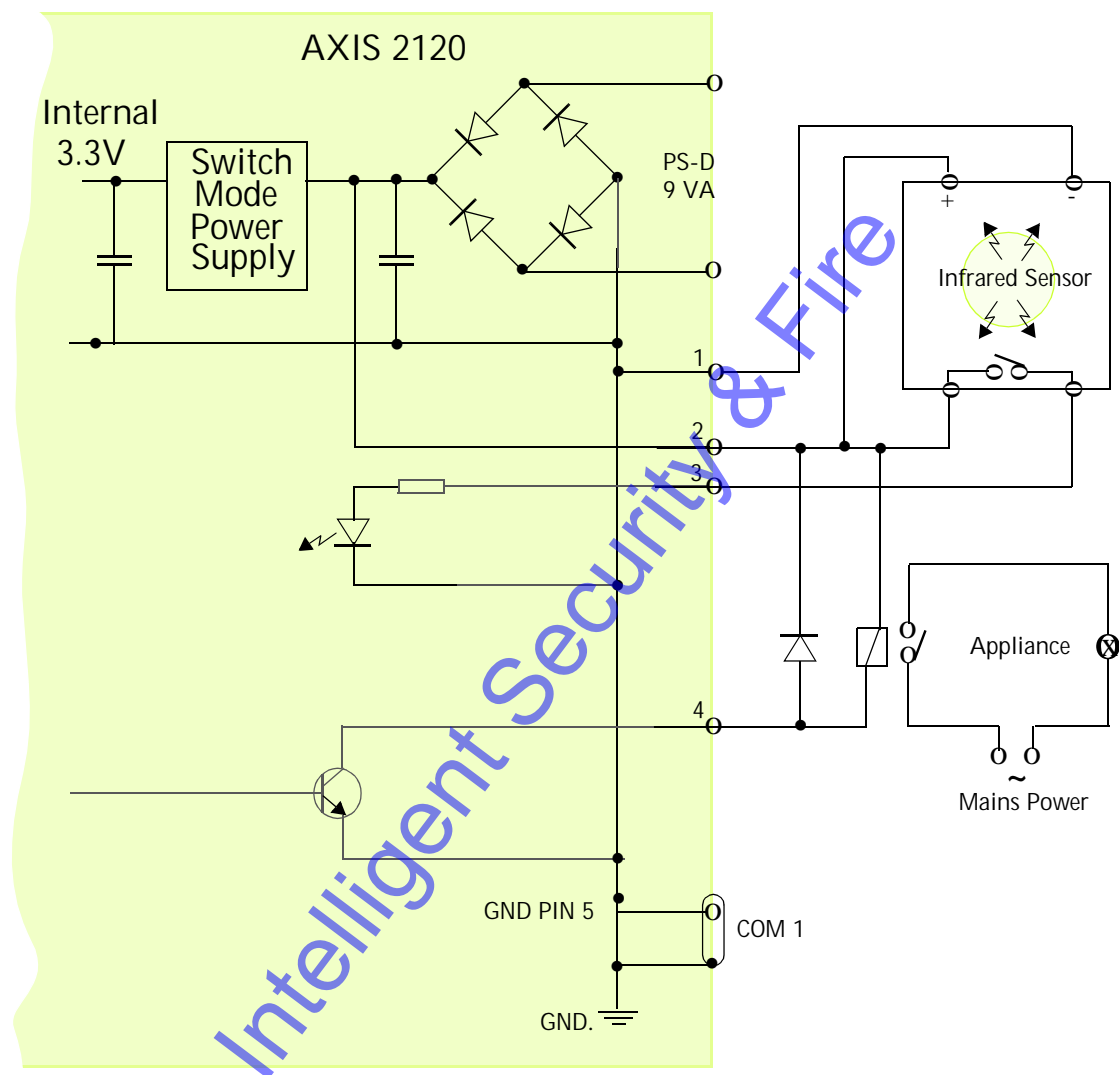 AXIS 2120
Internal
3.3V
Switch
Mode
Power
Supply
PS-D
9 VA
+
-
Infrared Sensor
1
2
3
Appliance
X
4
~
Mains Power
GND PIN 5
COM 1
GND.
Intelligent Security & Fire